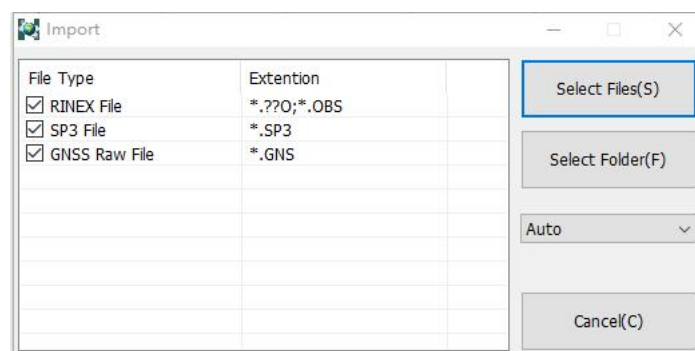 Import
File Type Extention
RINEX File *.??O;*.OBS
SP3 File *.SP3
GNSS Raw File *.GNS
Select Files(S)
Select Folder(F)
Auto
Cancel(C)